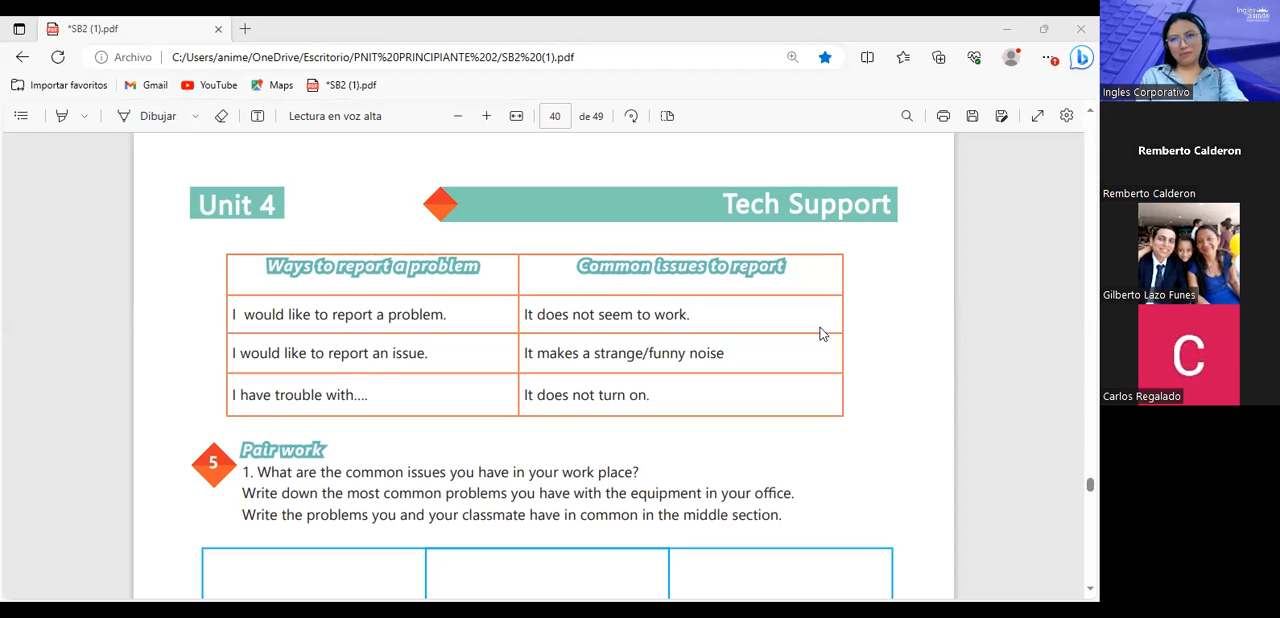 *SB2 (1).pdf
Archivo
C:/Users/anime/OneDrive/Escritorio/PNIT%20PRINCIPIANTE%202/SB2%20(1).pdf
Importar favoritos
Gmail
YouTube
Maps
*SB2 (1).pdf
Dibujar
Lectura en voz alta
40
de 49
Unit 4
Tech Support
Ways to report a problem
Common issues to report
I would like to report a problem.
It does not seem to work.
I would like to report an issue.
It makes a strange/funny noise
I have trouble with....
It does not turn on.
5
Pair work
1. What are the common issues you have in your work place?
Write down the most common problems you have with the equipment in your office.
Write the problems you and your classmate have in common in the middle section.
Ingles Corporativo
Remberto Calderon
Remberto Calderon
Gilberto Lazo Funes
C
Carlos Regalado